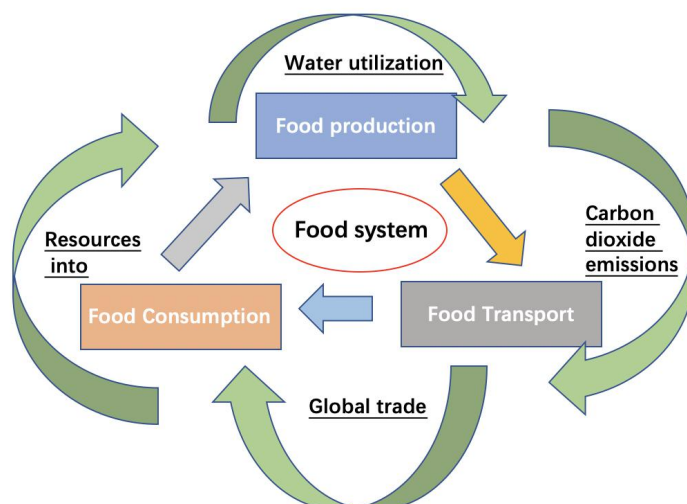 Water utilization
Food production
Food system
Carbon
dioxide
emissions
Resources
into
Food Consumption
Food Transport
Global trade